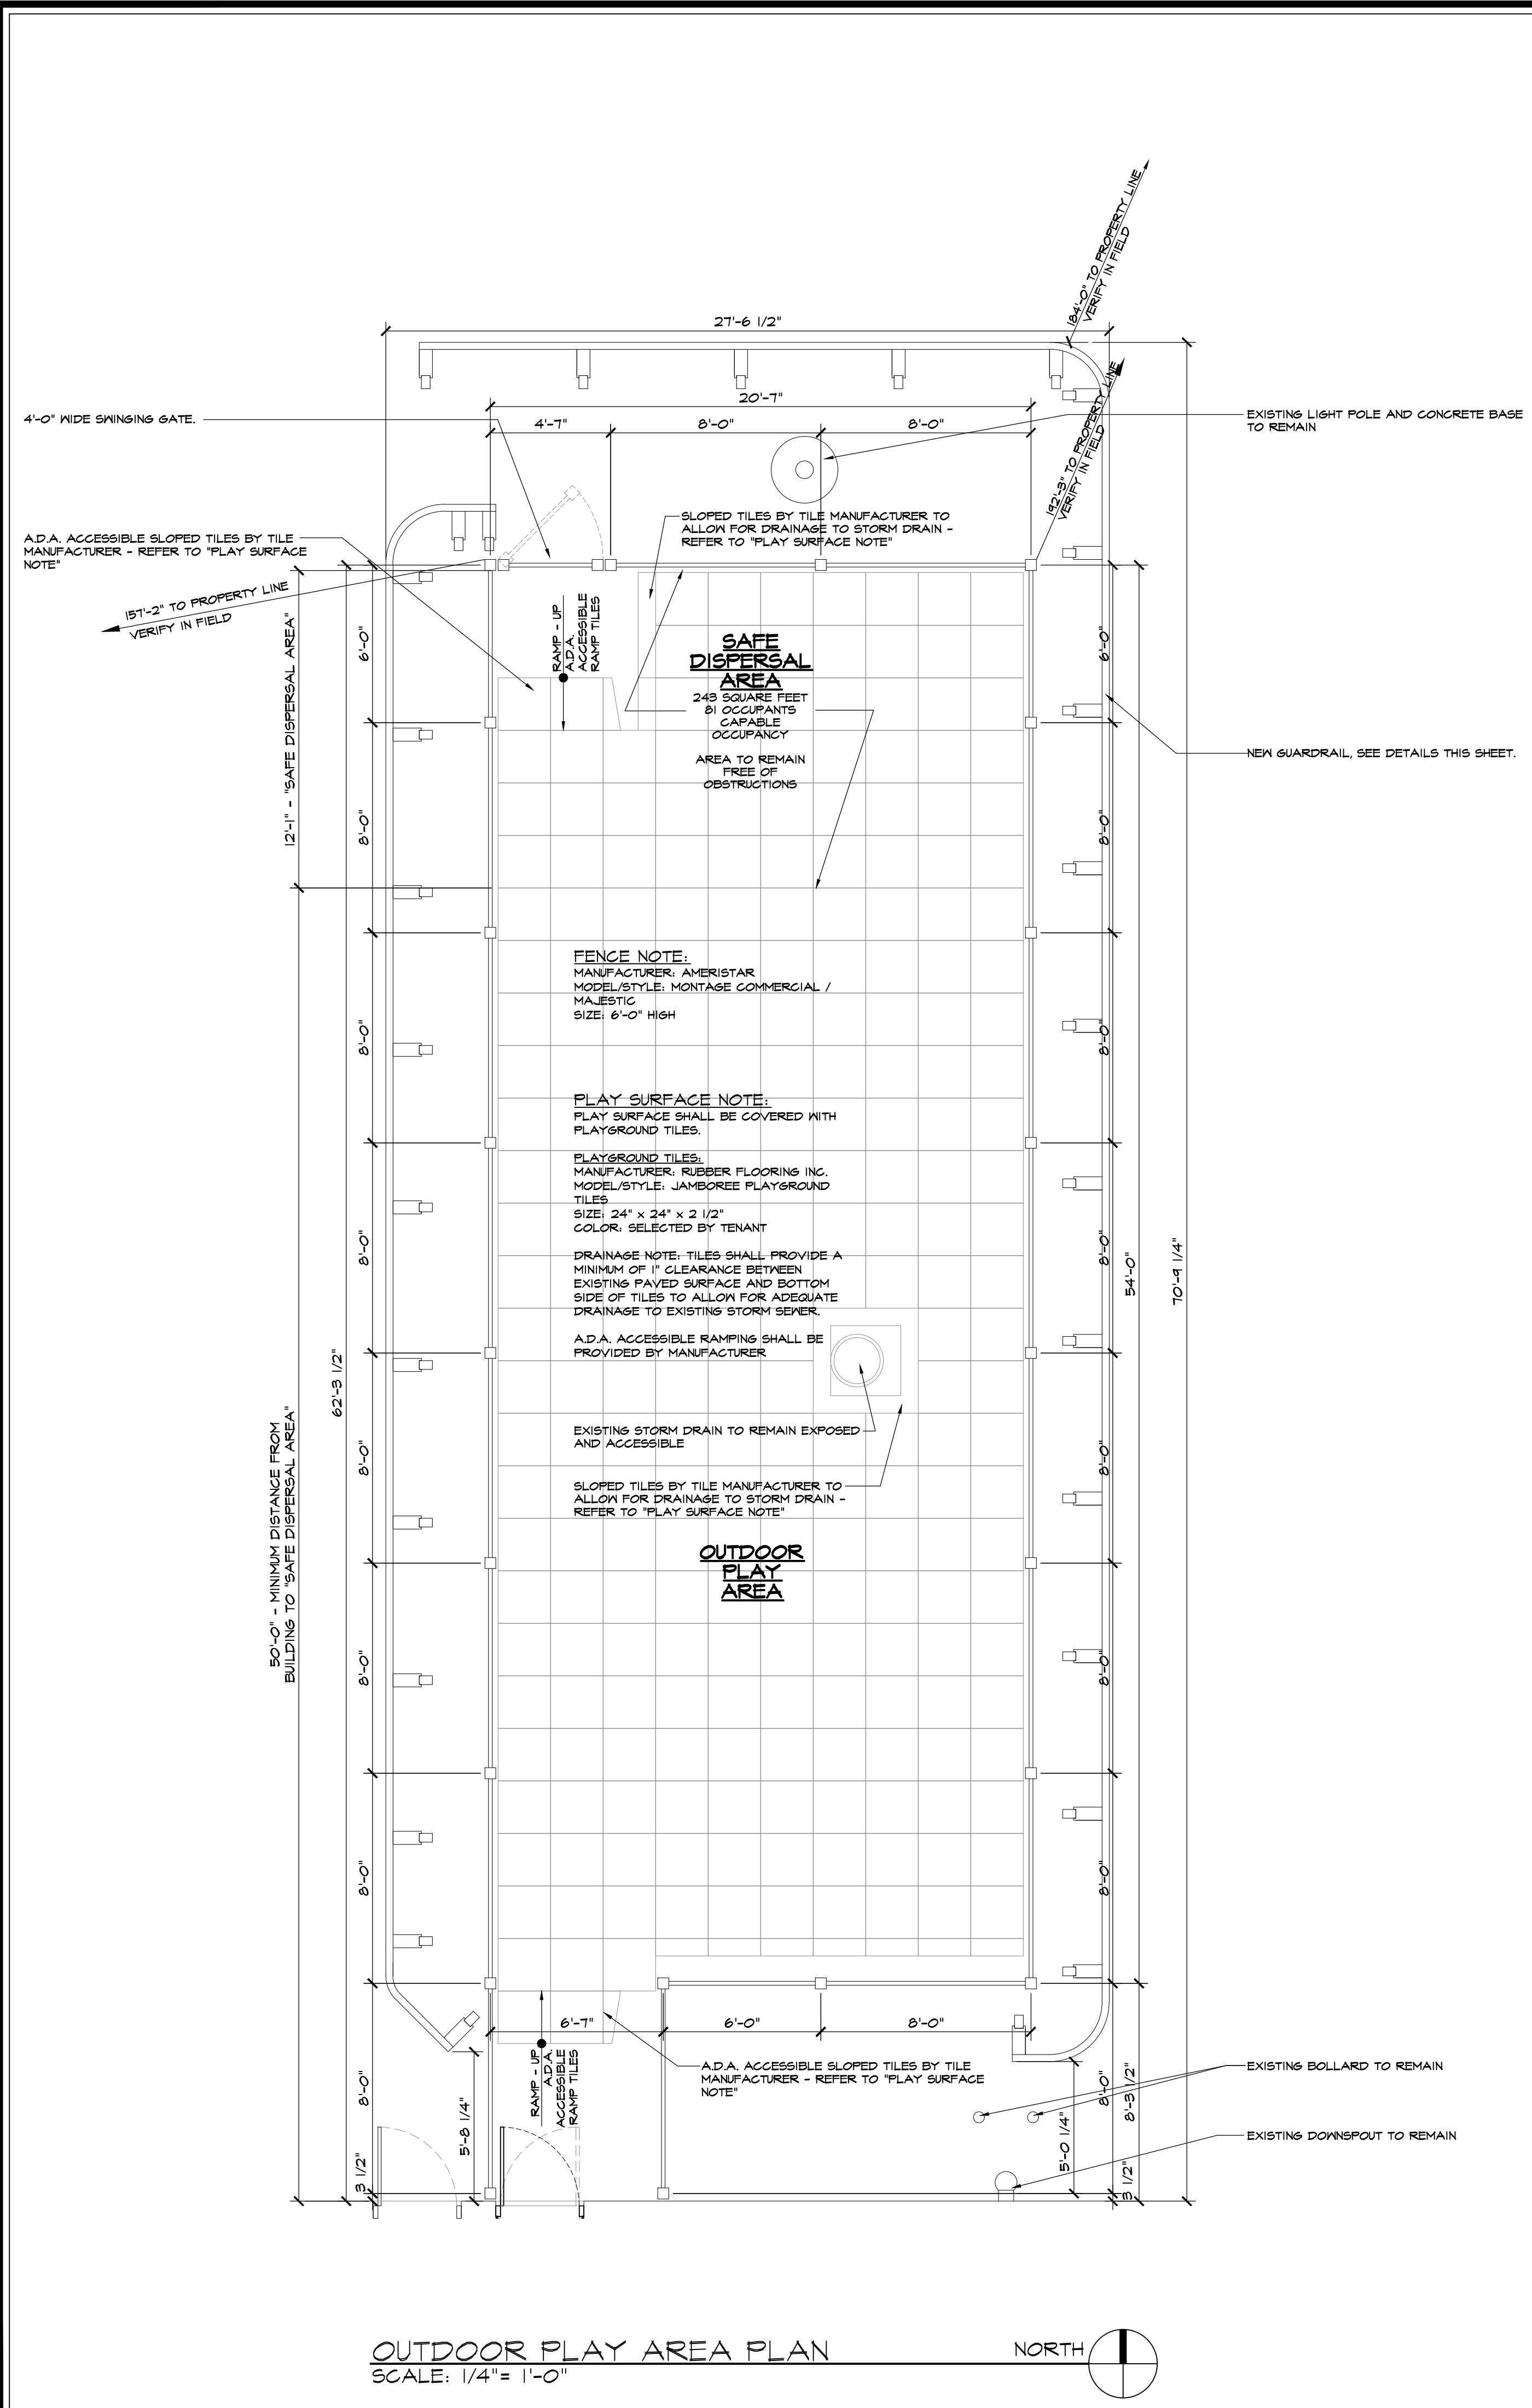 184'-0" TO PROPERTY LINE
VERIFY IN FIELD
27'-6 1/2"
192'-3" TO PROPERTY LINE
VERIFY IN FIELD
20'-7"
4'-7"
8'-0"
8'-0"
4'-0" WIDE SWINGING GATE.
EXISTING LIGHT POLE AND CONCRETE BASE
TO REMAIN
SLOPED TILES BY TILE MANUFACTURER TO
ALLOW FOR DRAINAGE TO STORM DRAIN -
REFER TO "PLAY SURFACE NOTE"
A.D.A. ACCESSIBLE SLOPED TILES BY TILE
MANUFACTURER - REFER TO "PLAY SURFACE
NOTE"
157'-2" TO PROPERTY LINE
VERIFY IN FIELD
12'-1" - "SAFE DISPERSAL AREA"
6'-0"
RAMP - UP
A.D.A.
ACCESSIBLE
RAMP TILES
SAFE
DISPERSAL
AREA
243 SQUARE FEET
81 OCCUPANTS
CAPABLE
OCCUPANCY
AREA TO REMAIN
FREE OF
OBSTRUCTIONS
6'-0"
NEW GUARDRAIL, SEE DETAILS THIS SHEET.
8'-0"
8'-0"
FENCE NOTE:
MANUFACTURER: AMERISTAR
MODEL/STYLE: MONTAGE COMMERCIAL /
MAJESTIC
SIZE: 6'-0" HIGH
8'-0"
8'-0"
PLAY SURFACE NOTE:
PLAY SURFACE SHALL BE COVERED WITH
PLAYGROUND TILES.
PLAYGROUND TILES:
MANUFACTURER: RUBBER FLOORING INC.
MODEL/STYLE: JAMBOREE PLAYGROUND
TILES
SIZE: 24" x 24" x 2 1/2"
COLOR: SELECTED BY TENANT
8'-0"
8'-0"
54'-0"
70'-9 1/4"
DRAINAGE NOTE: TILES SHALL PROVIDE A
MINIMUM OF 1" CLEARANCE BETWEEN
EXISTING PAVED SURFACE AND BOTTOM
SIDE OF TILES TO ALLOW FOR ADEQUATE
DRAINAGE TO EXISTING STORM SEWER.
A.D.A. ACCESSIBLE RAMPING SHALL BE
PROVIDED BY MANUFACTURER
62'-3 1/2"
50'-0" - MINIMUM DISTANCE FROM
BUILDING TO "SAFE DISPERSAL AREA"
8'-0"
8'-0"
EXISTING STORM DRAIN TO REMAIN EXPOSED
AND ACCESSIBLE
SLOPED TILES BY TILE MANUFACTURER TO
ALLOW FOR DRAINAGE TO STORM DRAIN -
REFER TO "PLAY SURFACE NOTE"
OUTDOOR
PLAY
AREA
8'-0"
8'-0"
8'-0"
8'-0"
6'-7"
6'-0"
8'-0"
RAMP - UP
A.D.A.
ACCESSIBLE
RAMP TILES
A.D.A. ACCESSIBLE SLOPED TILES BY TILE
MANUFACTURER - REFER TO "PLAY SURFACE
NOTE"
EXISTING BOLLARD TO REMAIN
8'-0"
5'-8 1/4"
5'-0 1/4"
8'-0"
8'-3 1/2"
EXISTING DOWNSPOUT TO REMAIN
3 1/2"
3 1/2"
OUTDOOR PLAY AREA PLAN
SCALE: 1/4"= 1'-0"
NORTH